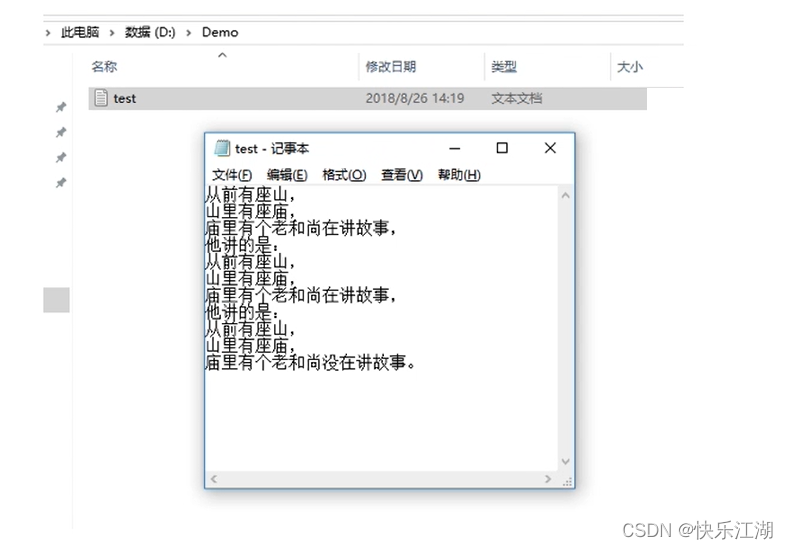 此电脑 > 数据 (D:) > Demo
名称 修改日期 类型 大小
test 2018/8/26 14:19 文本文档
test - 记事本
文件(F) 编辑(E) 格式(O) 查看(V) 帮助(H)
从前有座山，
山里有座庙，
庙里有个老和尚在讲故事，
他讲的是：
从前有座山，
山里有座庙，
庙里有个老和尚在讲故事，
他讲的是：
从前有座山，
山里有座庙，
庙里有个老和尚没在讲故事。
CSDN @快乐江湖